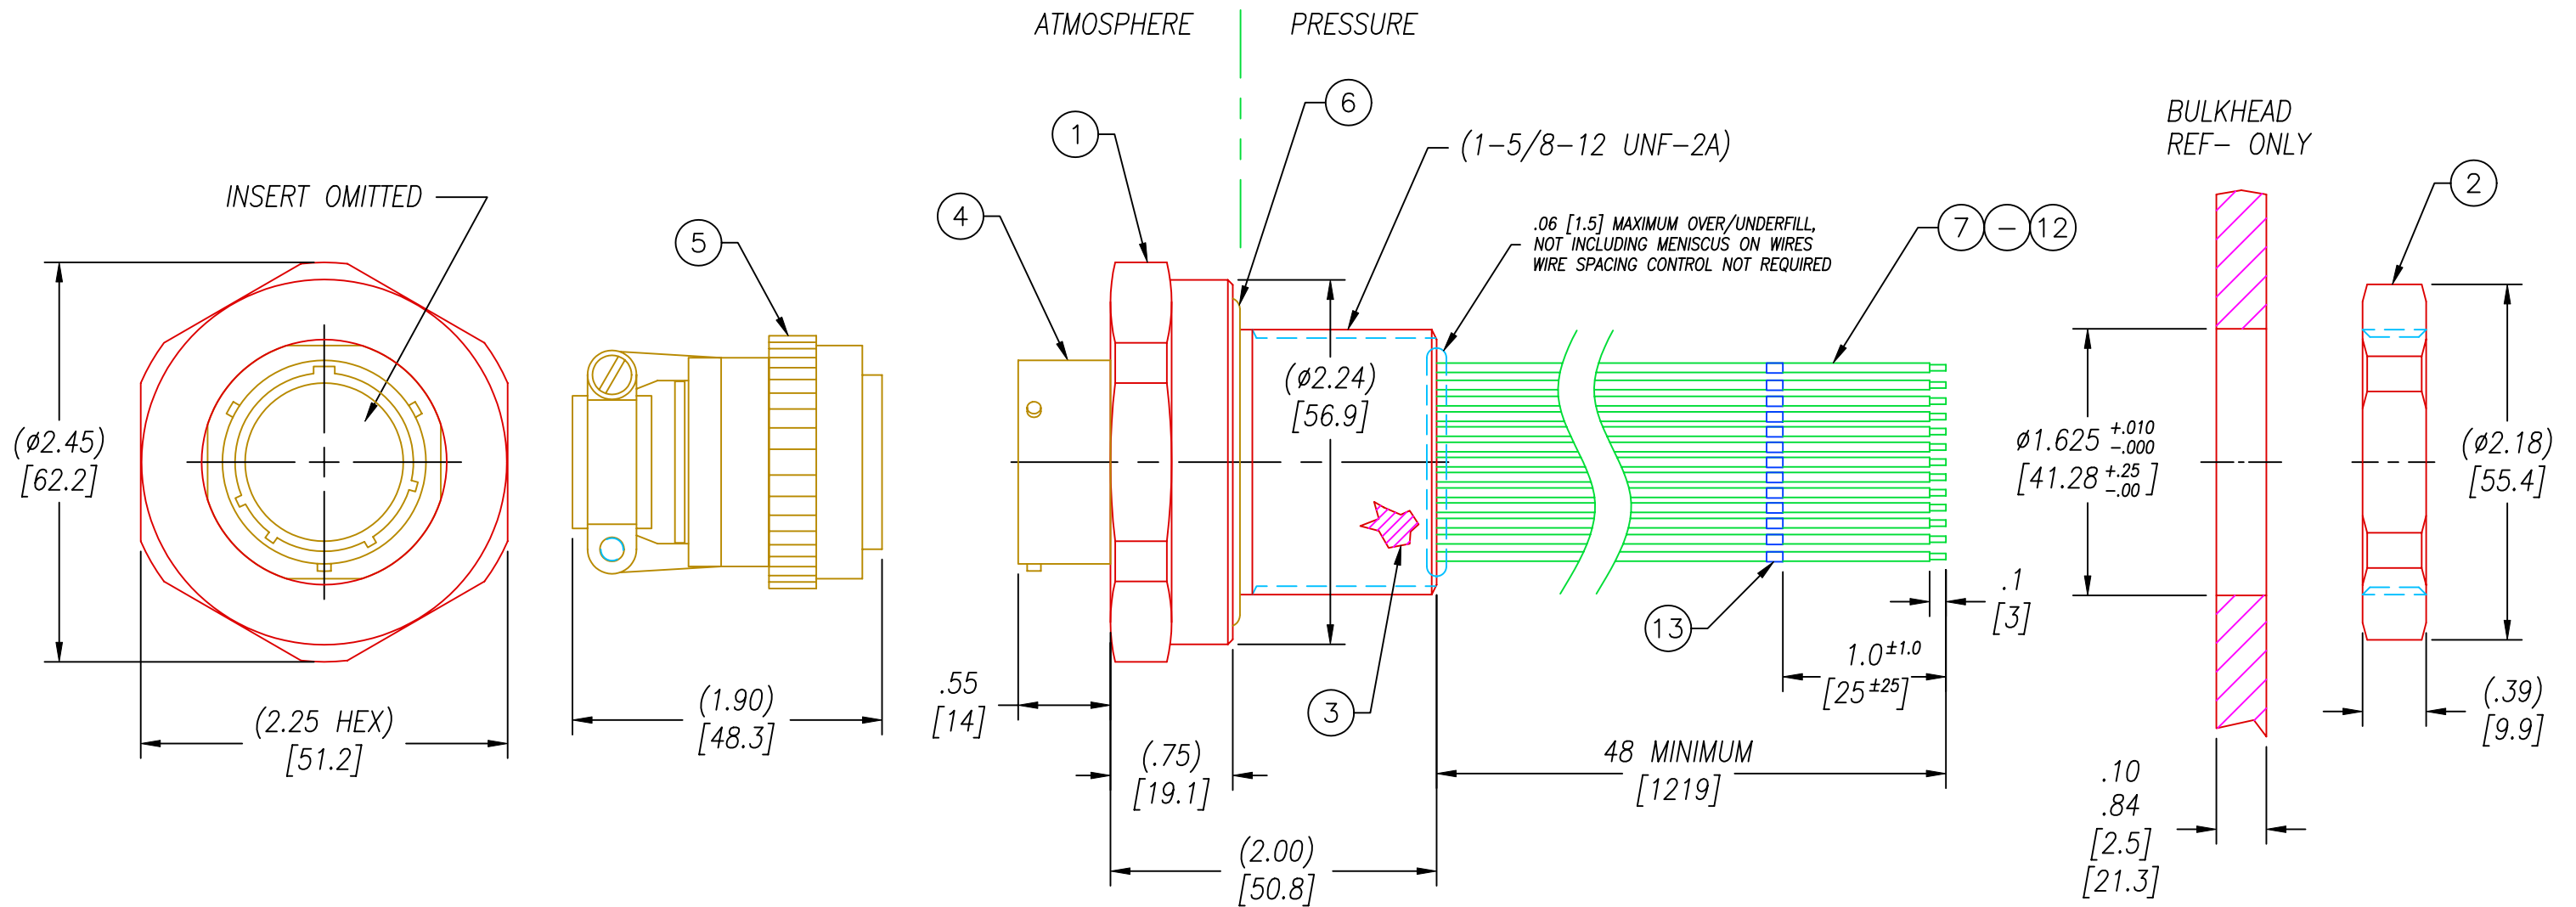 ATMOSPHERE PRESSURE
6
1
BULKHEAD
REF- ONLY
(1-5/8-12 UNF-2A)
2
INSERT OMITTED
4
5
.06 [1.5] MAXIMUM OVER/UNDERFILL,
NOT INCLUDING MENISCUS ON WIRES
WIRE SPACING CONTROL NOT REQUIRED
7 - 12
(ø2.45)
[62.2]
(ø2.24)
[56.9]
ø1.625 +.010 -.000
[41.28 +.25 -.00]
(ø2.18)
[55.4]
.1
[3]
13
1.0±1.0
[25±25]
3
(2.25 HEX)
[51.2]
(1.90)
[48.3]
.55
[14]
(.75)
[19.1]
48 MINIMUM
[1219]
(.39)
[9.9]
(2.00)
[50.8]
.10
.84
[2.5]
[21.3]